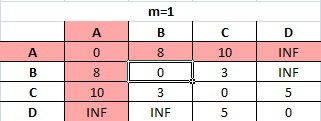 m=1
A B C D
A 0 8 10 INF
B 8 0 3 INF
C 10 3 0 5
D INF INF 5 0